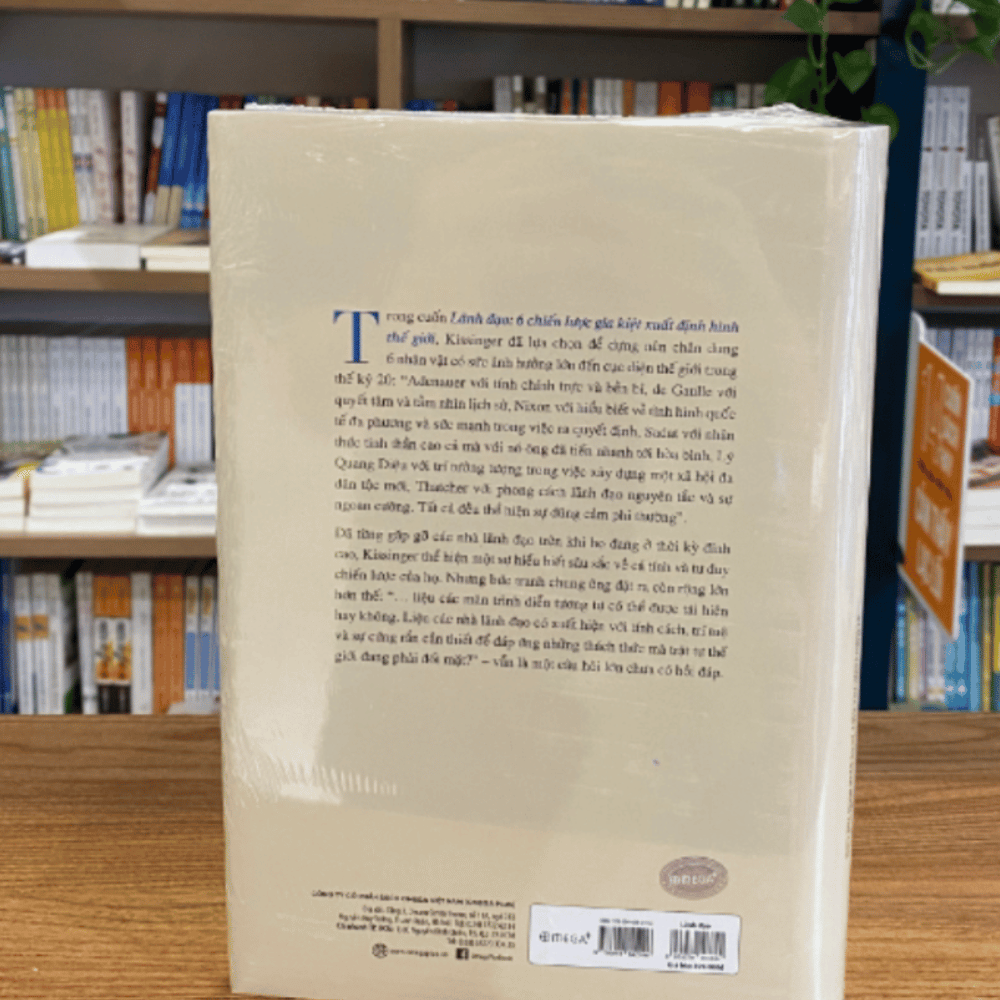 Trong cuốn Lãnh đạo: 6 chiến lược gia kiệt xuất định hình
thế giới, Kissinger đã lựa chọn để dựng nên chân dung
6 nhân vật có sức ảnh hưởng lớn đến cục diện thế giới trong
thế kỷ 20: “Adenauer với tính chính trực và bền bỉ, de Gaulle với
quyết tâm và tầm nhìn lịch sử, Nixon với hiểu biết về tình hình quốc
tế đa phương và sức mạnh trong việc ra quyết định, Sadat với nhận
thức tinh thần cao cả mà với nó ông đã tiến nhanh tới hòa bình, Lý
Quang Diệu với trí tưởng tượng trong việc xây dựng một xã hội đa
dân tộc mới, Thatcher với phong cách lãnh đạo nguyên tắc và sự
ngoan cường. Tất cả đều thể hiện sự dũng cảm phi thường”.
Đã từng gặp gỡ các nhà lãnh đạo trên khi họ đang ở thời kỳ đỉnh
cao, Kissinger thể hiện một sự hiểu biết sâu sắc về cá tính và tư duy
chiến lược của họ. Nhưng bức tranh chung ông đặt ra, còn rộng lớn
hơn thế: “... liệu các màn trình diễn tương tự có thể được tái hiện
hay không. Liệu các nhà lãnh đạo có xuất hiện với tính cách, trí tuệ
và sự cứng rắn cần thiết để đáp ứng những thách thức mà trật tự thế
giới đang phải đối mặt?” – vẫn là một câu hỏi lớn chưa có hồi đáp.
OMEGA+
Lãnh đạo